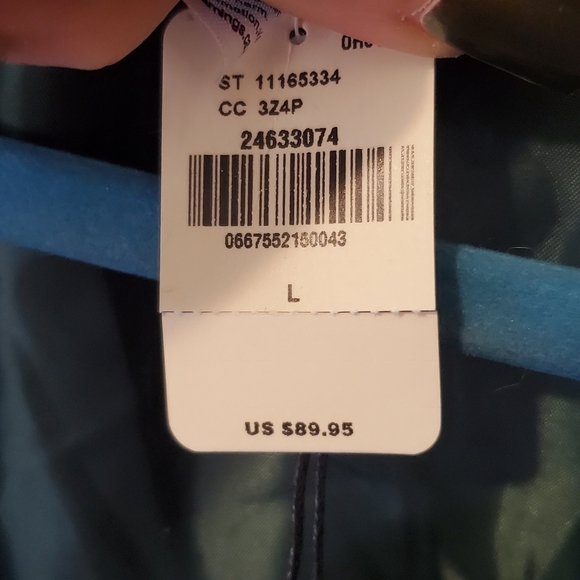 ST 11165334
CC 3Z4P
24633074
0667552150043
L
US $89.95